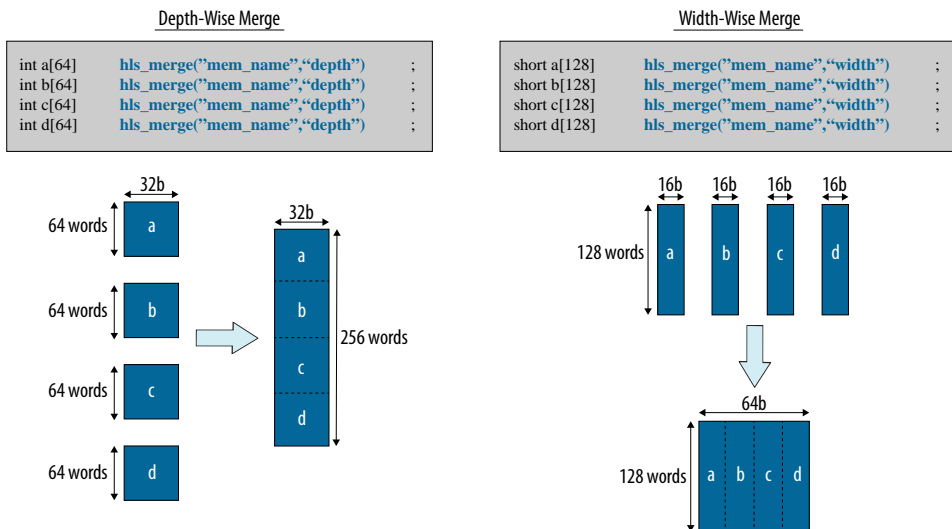 Depth-Wise Merge
int a[64] hls_merge(”mem_name”,“depth”) ;
int b[64] hls_merge(”mem_name”,“depth”) ;
int c[64] hls_merge(”mem_name”,“depth”) ;
int d[64] hls_merge(”mem_name”,“depth”) ;
32b
64 words
a
64 words
b
64 words
c
64 words
d
32b
a
b
c
d
256 words
Width-Wise Merge
short a[128] hls_merge(”mem_name”,“width”) ;
short b[128] hls_merge(”mem_name”,“width”) ;
short c[128] hls_merge(”mem_name”,“width”) ;
short d[128] hls_merge(”mem_name”,“width”) ;
16b 16b 16b 16b
128 words
a b c d
64b
128 words
a b c d